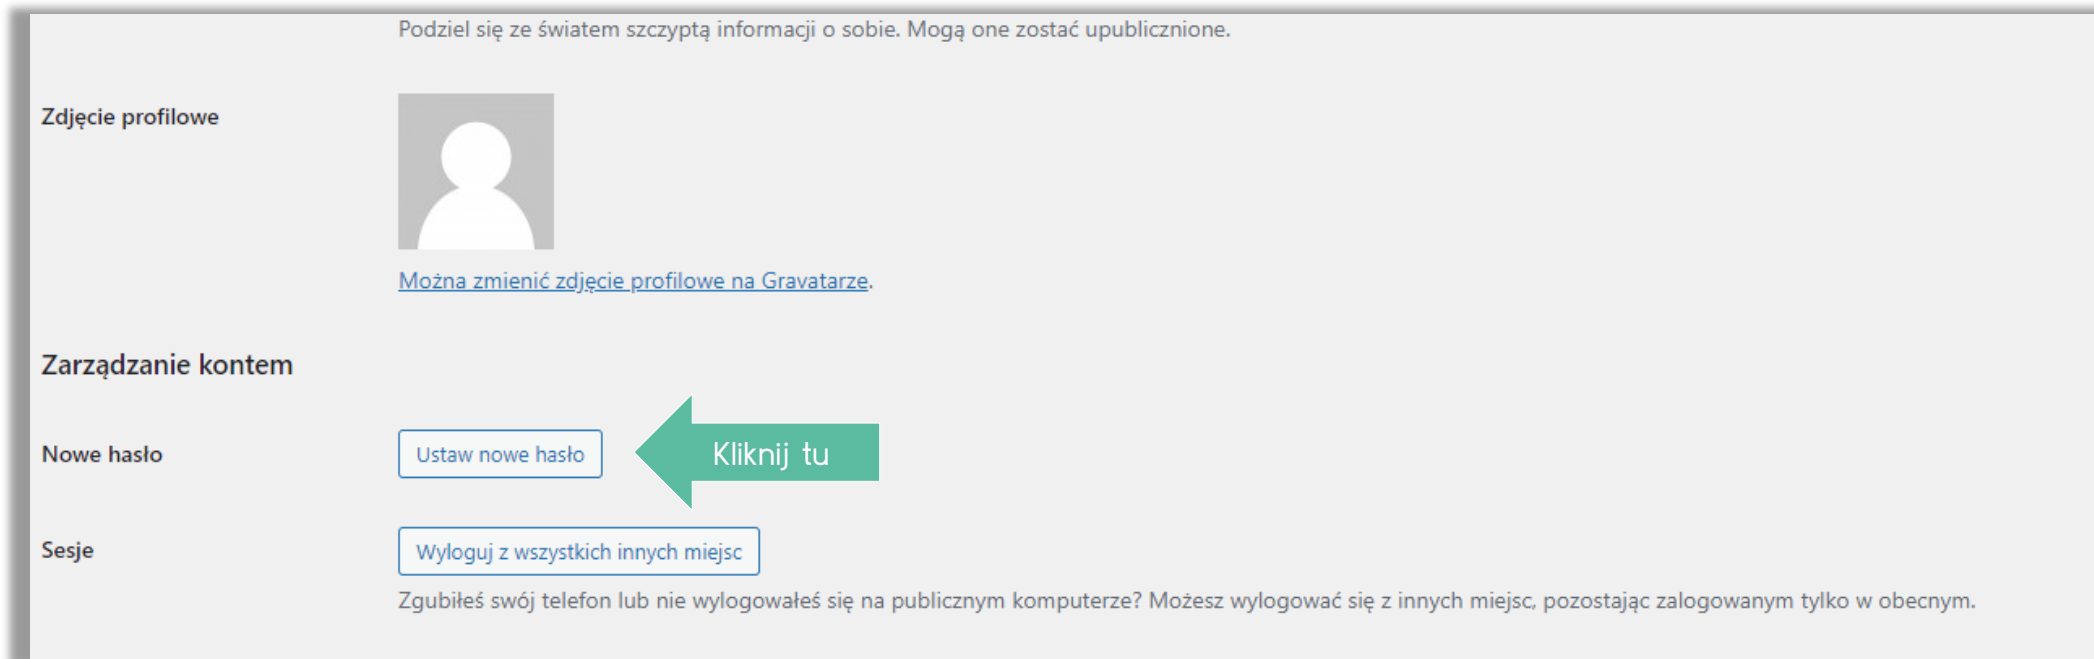 Podziel się ze światem szczyptą informacji o sobie. Mogą one zostać upublicznione.
Zdjęcie profilowe
Można zmienić zdjęcie profilowe na Gravatarze.
Zarządzanie kontem
Nowe hasło
Ustaw nowe hasło
Kliknij tu
Sesje
Wyloguj z wszystkich innych miejsc
Zgubiłeś swój telefon lub nie wylogowałeś się na publicznym komputerze? Możesz wylogować się z innych miejsc, pozostając zalogowanym tylko w obecnym.